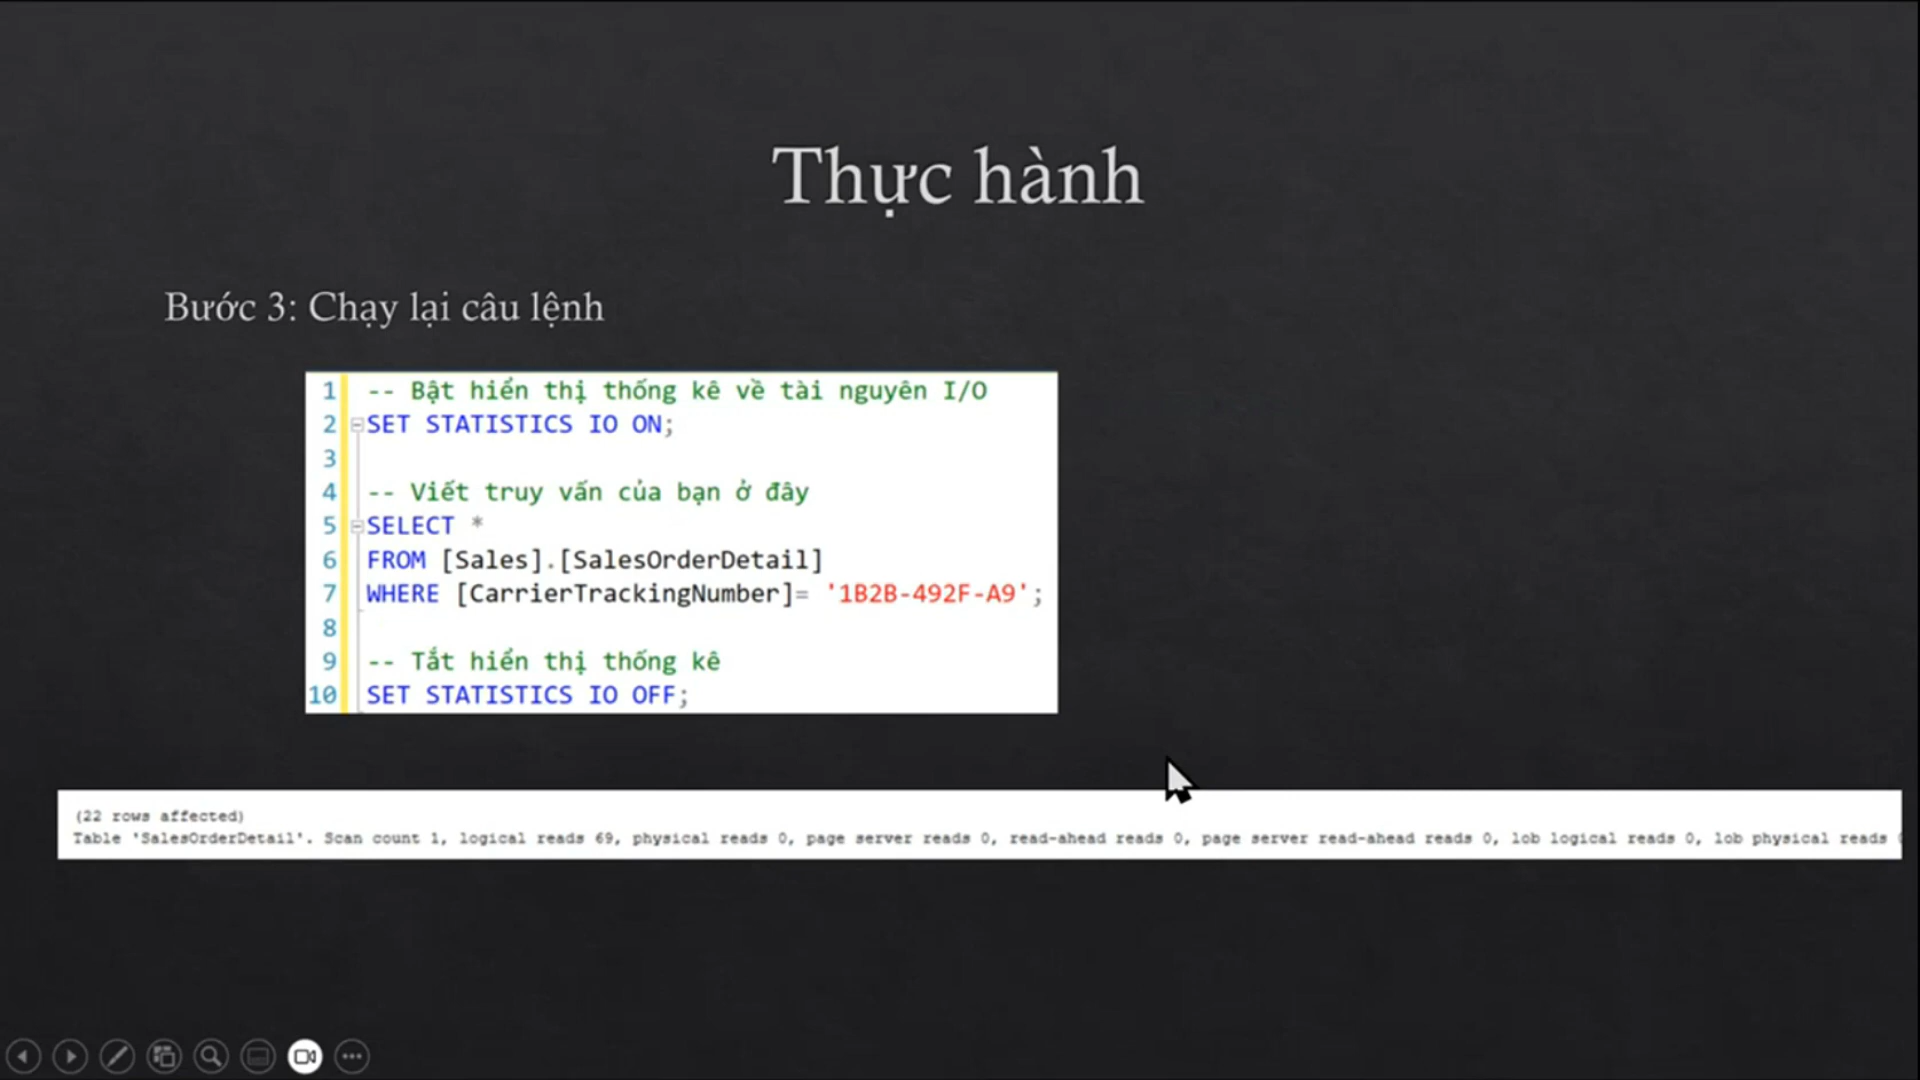 Thực hành
Bước 3: Chạy lại câu lệnh
1 -- Bật hiển thị thống kê về tài nguyên I/O
2 SET STATISTICS IO ON;
3
4 -- Viết truy vấn của bạn ở đây
5 SELECT *
6 FROM [Sales].[SalesOrderDetail]
7 WHERE [CarrierTrackingNumber]= '1B2B-492F-A9';
8
9 -- Tắt hiển thị thống kê
10 SET STATISTICS IO OFF;
(22 rows affected)
Table 'SalesOrderDetail'. Scan count 1, logical reads 69, physical reads 0, page server reads 0, read-ahead reads 0, page server read-ahead reads 0, lob logical reads 0, lob physical reads